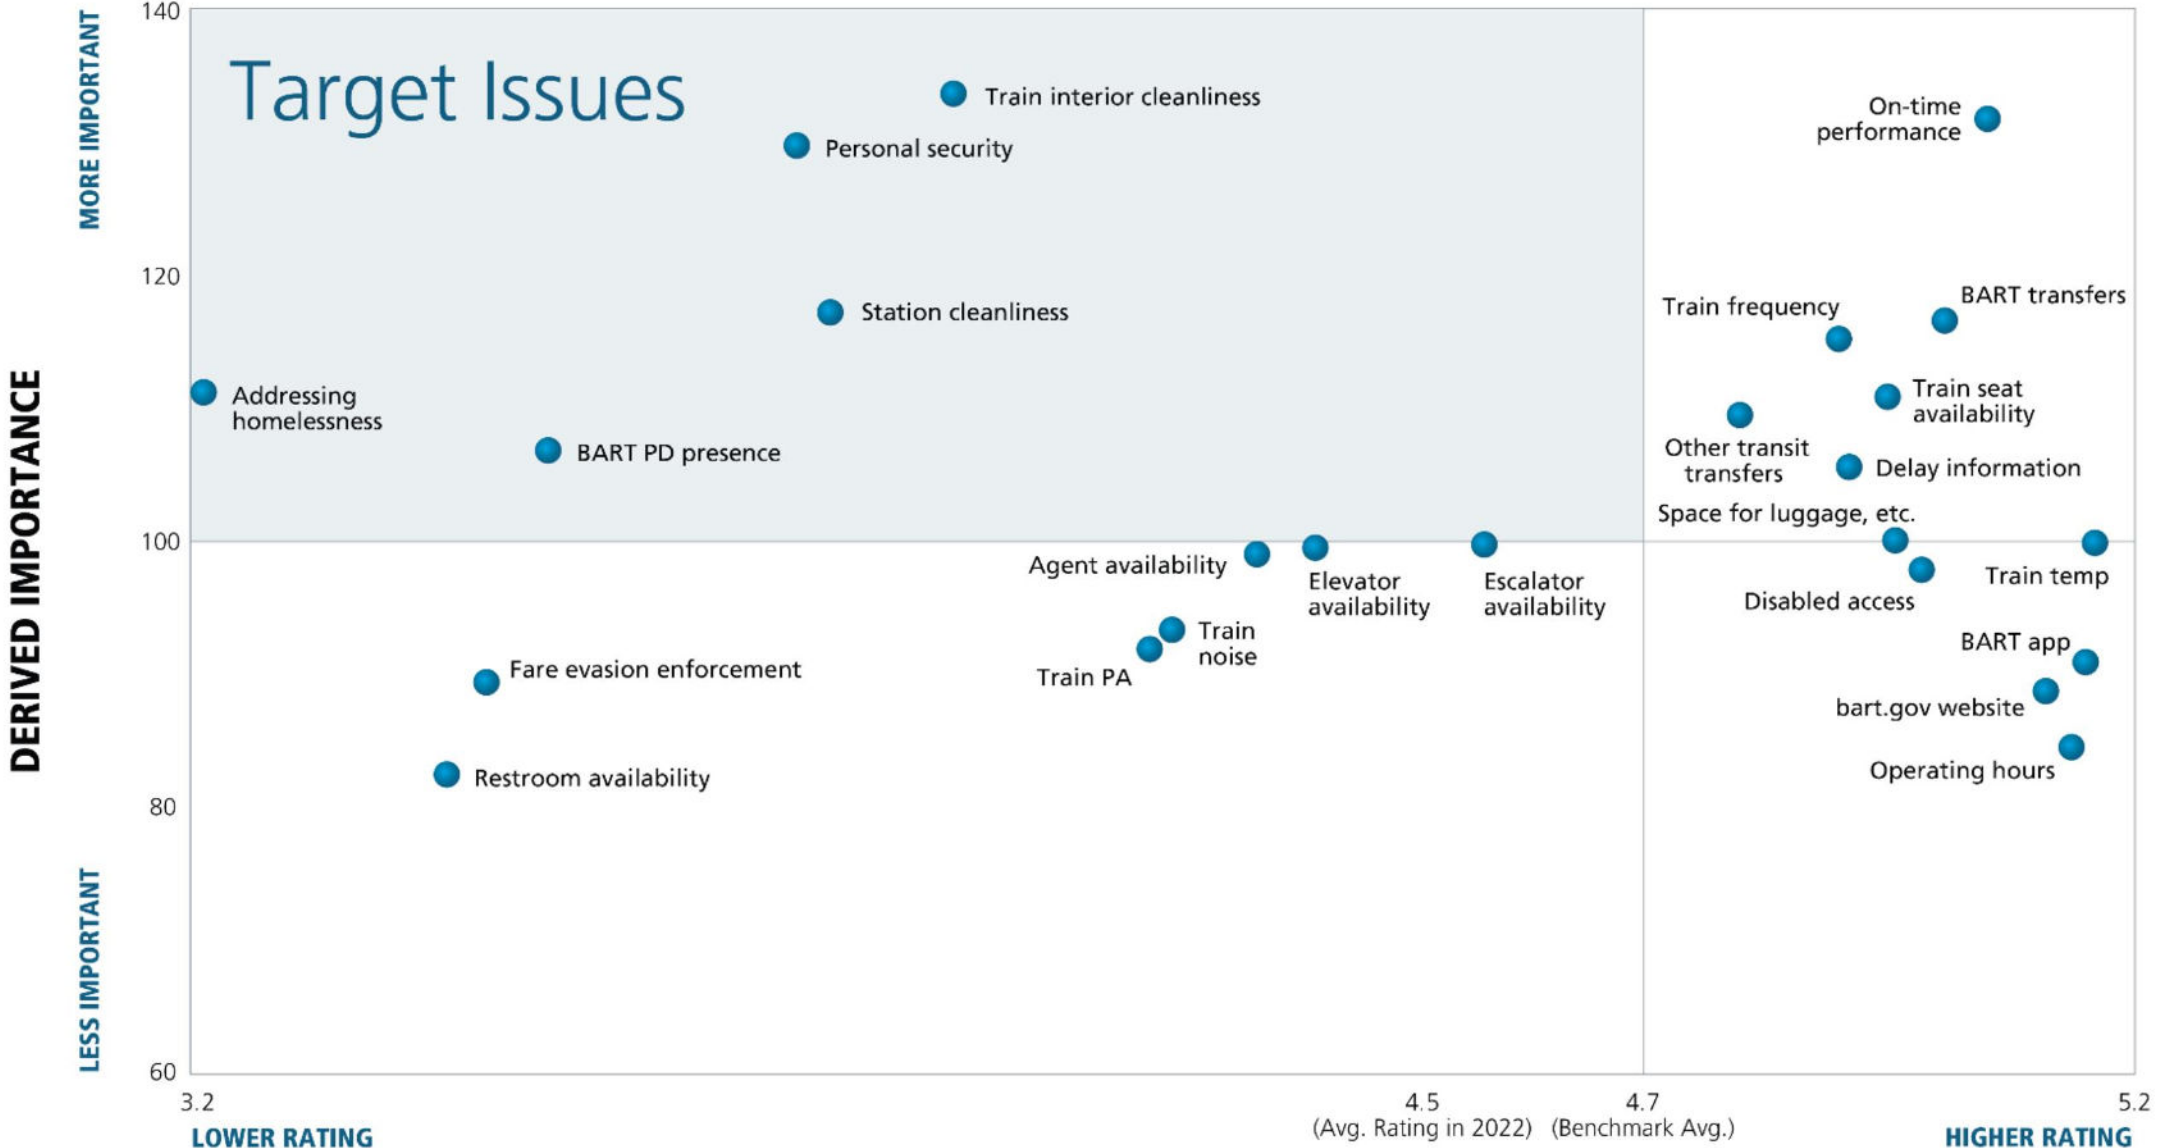 140
MORE IMPORTANT
Target Issues
Train interior cleanliness
On-time
performance
Personal security
120
BART transfers
Train frequency
Station cleanliness
Addressing
homelessness
Train seat
availability
BART PD presence
Other transit
transfers
Delay information
DERIVED IMPORTANCE
Space for luggage, etc.
100
Agent availability
Elevator
availability
Escalator
availability
Train temp
Disabled access
Train
noise
BART app
Fare evasion enforcement
Train PA
bart.gov website
Restroom availability
Operating hours
80
LESS IMPORTANT
60
3.2
4.5
4.7
5.2
(Avg. Rating in 2022)
(Benchmark Avg.)
LOWER RATING
HIGHER RATING